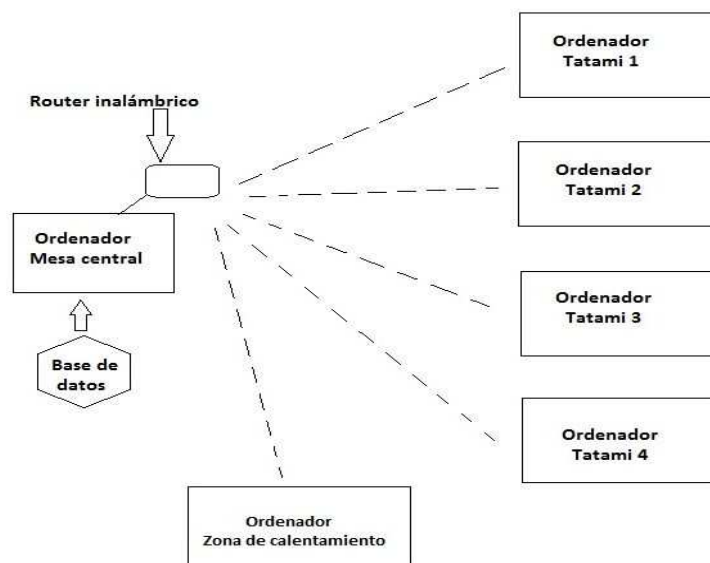 Router inalámbrico
Ordenador
Mesa central
Base de
datos
Ordenador
Tatami 1
Ordenador
Tatami 2
Ordenador
Tatami 3
Ordenador
Tatami 4
Ordenador
Zona de calentamiento